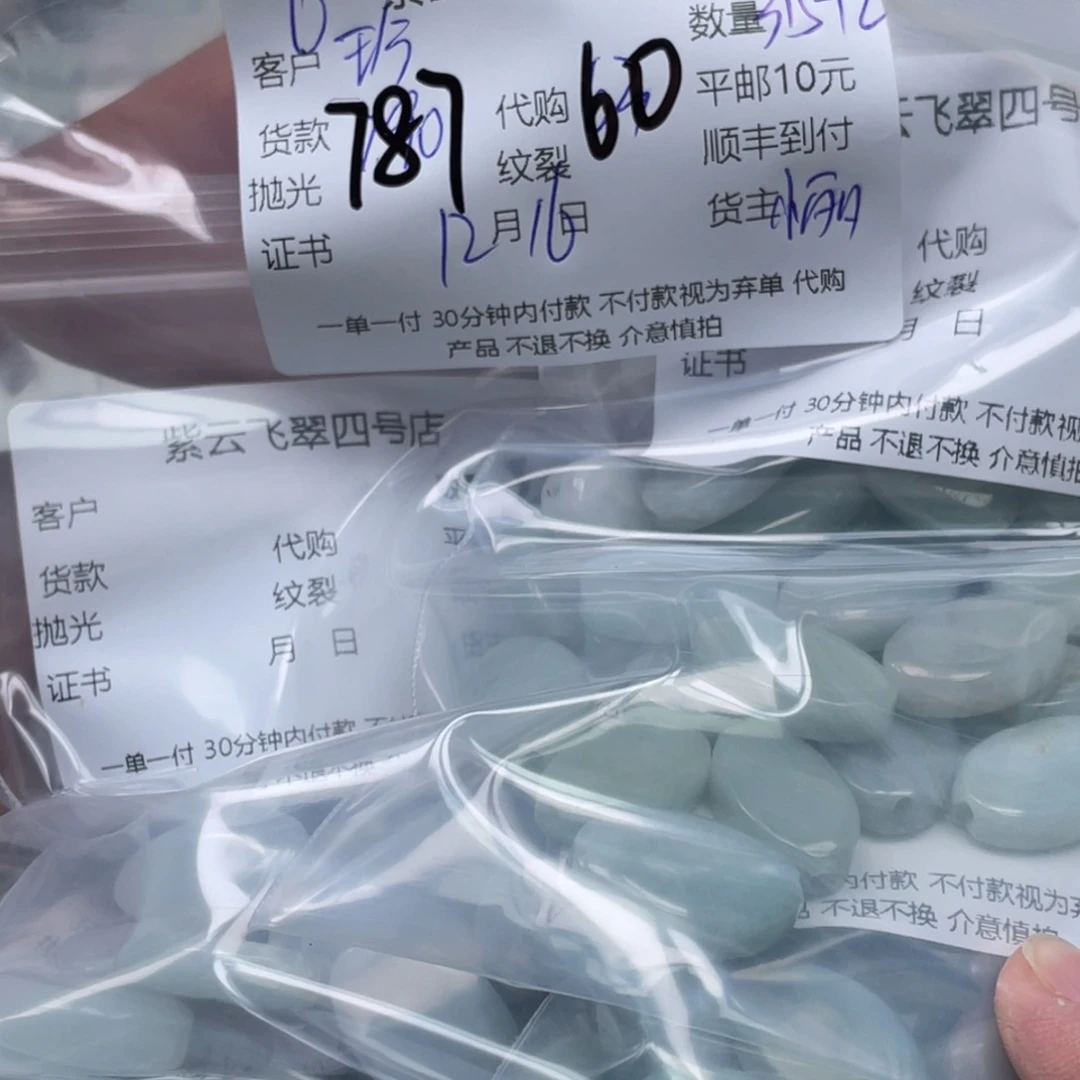 数量
客户
平邮10元
货款 787 代购 60
顺丰到付
抛光 纹裂
货主
证书 12月16日
一单一付 30分钟内付款 不付款视为弃单 代购
产品 不退不换 介意慎拍
云飞翠四号
代购
纹裂
月 日
证书
一单一付 30分钟内付款 不付款视
产品 不退不换 介意慎拍
紫云飞翠四号店
客户
代购
货款
纹裂
抛光
月 日
证书
一单一付 30分钟内付款 不付
内付款 不付款视为弃
不退不换 介意慎拍